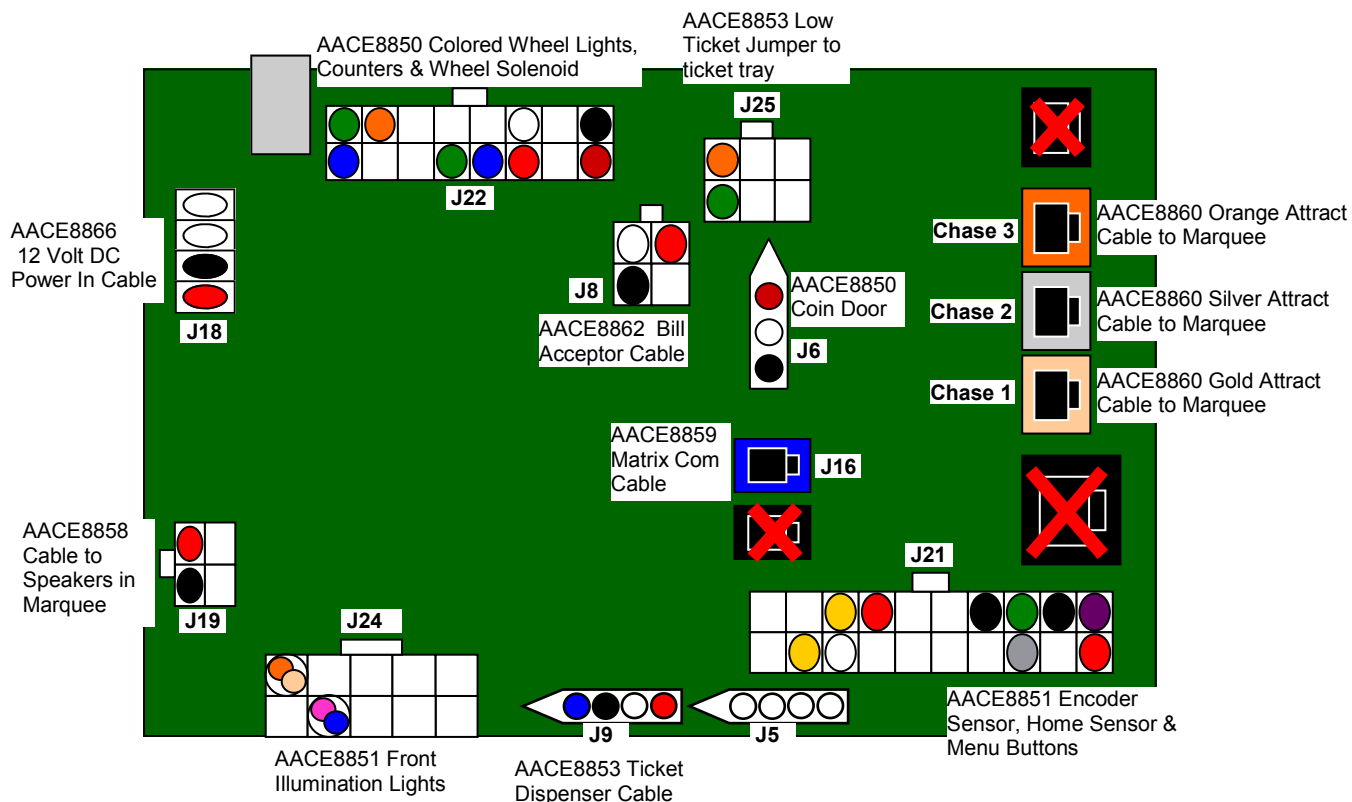 AACE8853 Low
Ticket Jumper to
ticket tray
AACE8850 Colored Wheel Lights,
Counters & Wheel Solenoid
J25
J22
AACE8866
12 Volt DC
Power In Cable
J18
J8
AACE8862 Bill
Acceptor Cable
AACE8850
Coin Door
J6
Chase 3
AACE8860 Orange Attract
Cable to Marquee
Chase 2
AACE8860 Silver Attract
Cable to Marquee
Chase 1
AACE8860 Gold Attract
Cable to Marquee
AACE8859
Matrix Com
Cable
J16
AACE8858
Cable to
Speakers in
Marquee
J19
J24
J21
AACE8851 Front
Illumination Lights
J9
AACE8853 Ticket
Dispenser Cable
J5
AACE8851 Encoder
Sensor, Home Sensor &
Menu Buttons